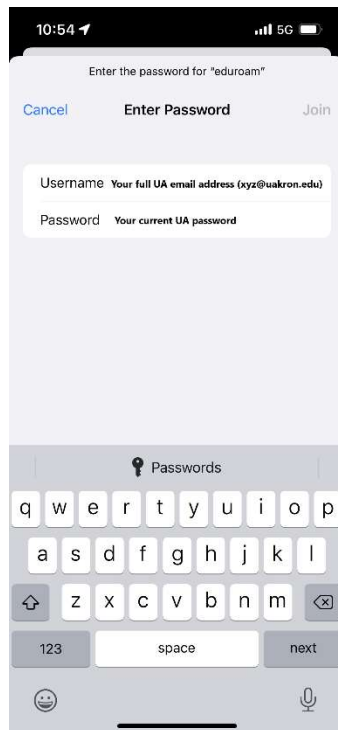 10:54 5G
Enter the password for "eduroam"
Cancel Enter Password Join
Username Your full UA email address (xyz@uakron.edu)
Password Your current UA password
Passwords
q w e r t y u i o p
a s d f g h j k l
z x c v b n m
123 space next